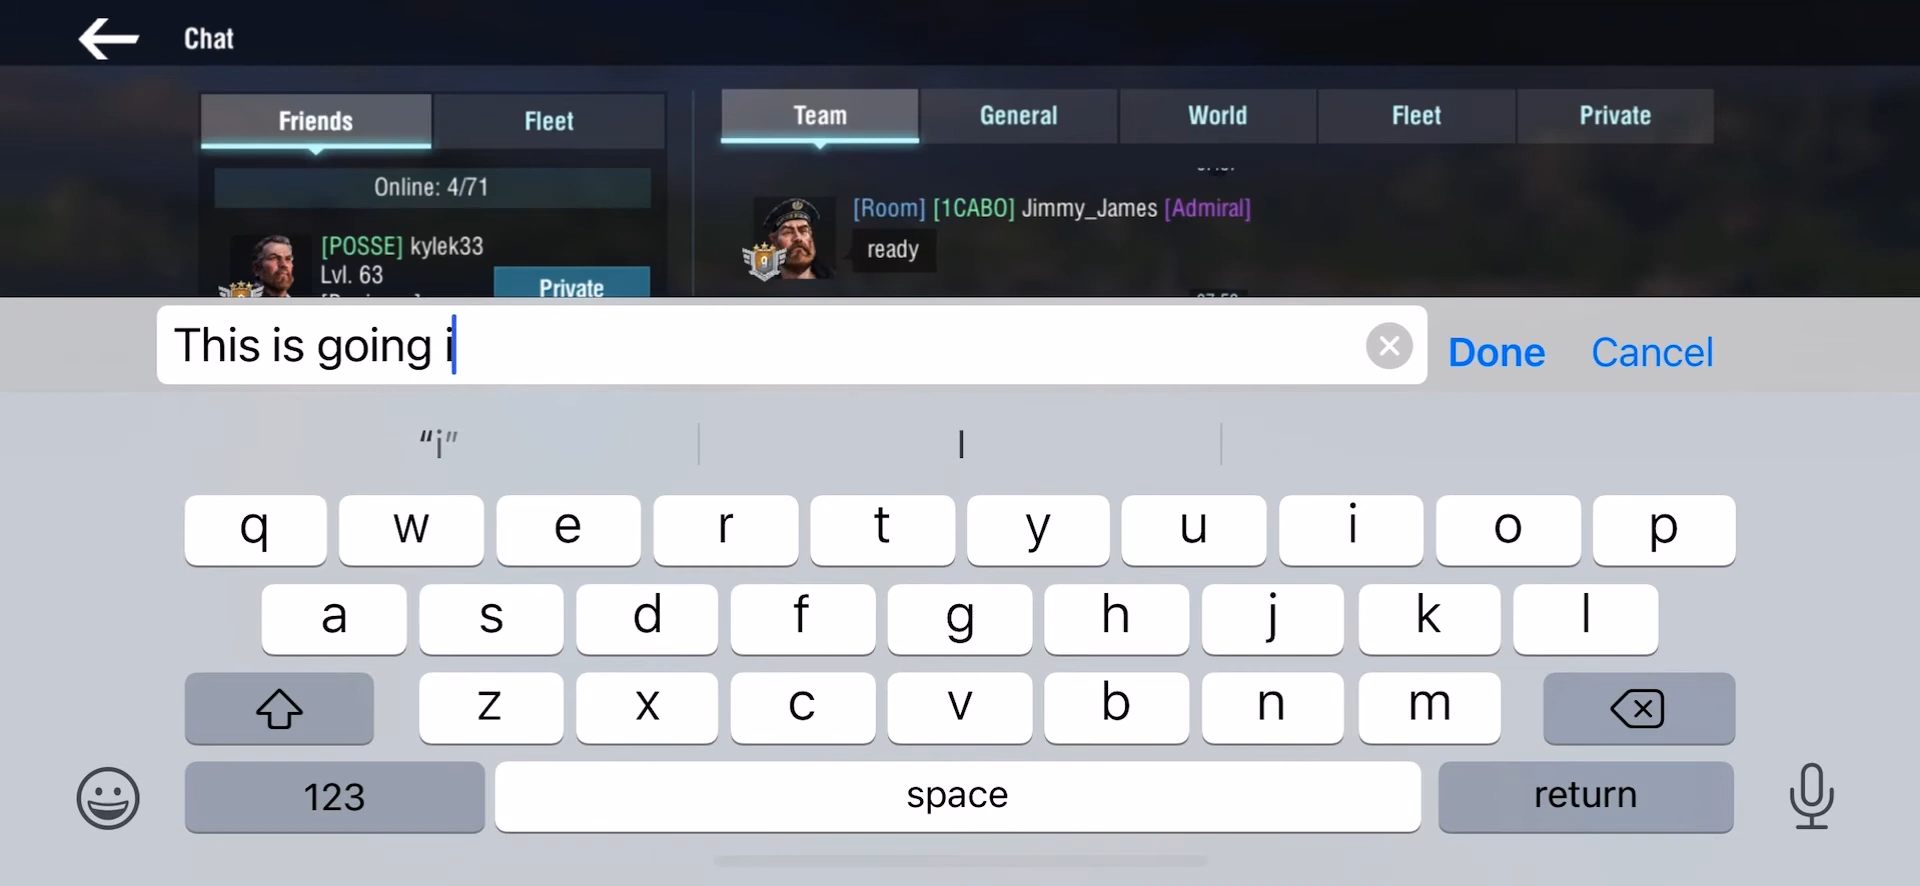 Chat
Friends
Fleet
Online: 4/71
[POSSE] kylek33
Lvl. 63
Private
Team
General
World
Fleet
Private
[Room] [1CABO] Jimmy_James [Admiral]
9
ready
This is going i
Done
Cancel
“i”
I
q w e r t y u i o p
a s d f g h j k l
z x c v b n m
123
space
return